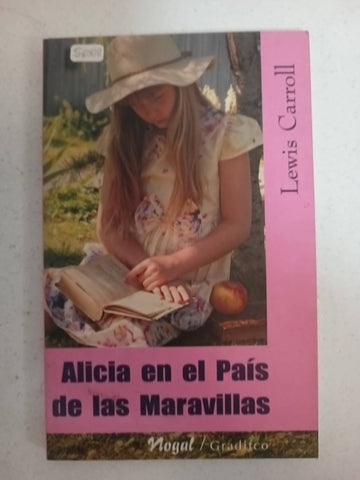 Lewis Carroll
Alicia en el País
de las Maravillas
Nogal / Gradifco